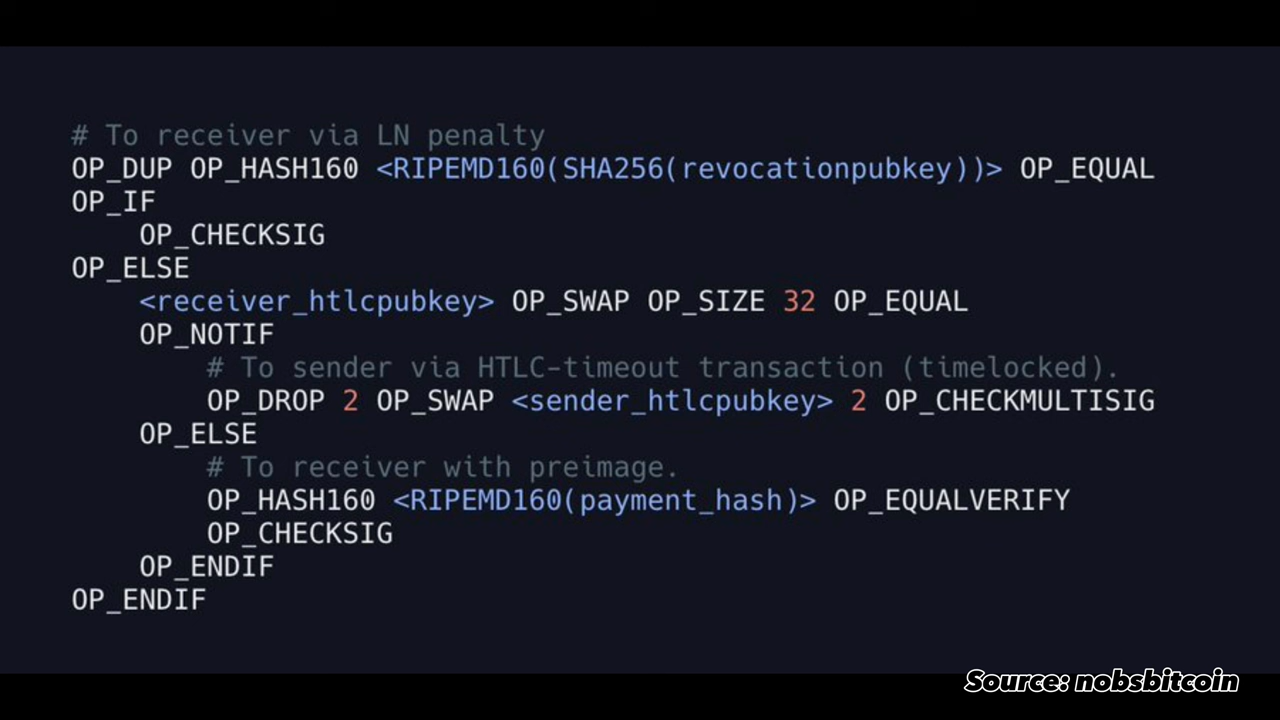 # To receiver via LN penalty
OP_DUP OP_HASH160 <RIPEMD160(SHA256(revocationpubkey))> OP_EQUAL
OP_IF
OP_CHECKSIG
OP_ELSE
<receiver_htlcpubkey> OP_SWAP OP_SIZE 32 OP_EQUAL
OP_NOTIF
# To sender via HTLC-timeout transaction (timelocked).
OP_DROP 2 OP_SWAP <sender_htlcpubkey> 2 OP_CHECKMULTISIG
OP_ELSE
# To receiver with preimage.
OP_HASH160 <RIPEMD160(payment_hash)> OP_EQUALVERIFY
OP_CHECKSIG
OP_ENDIF
OP_ENDIF
Source: nobsbitcoin